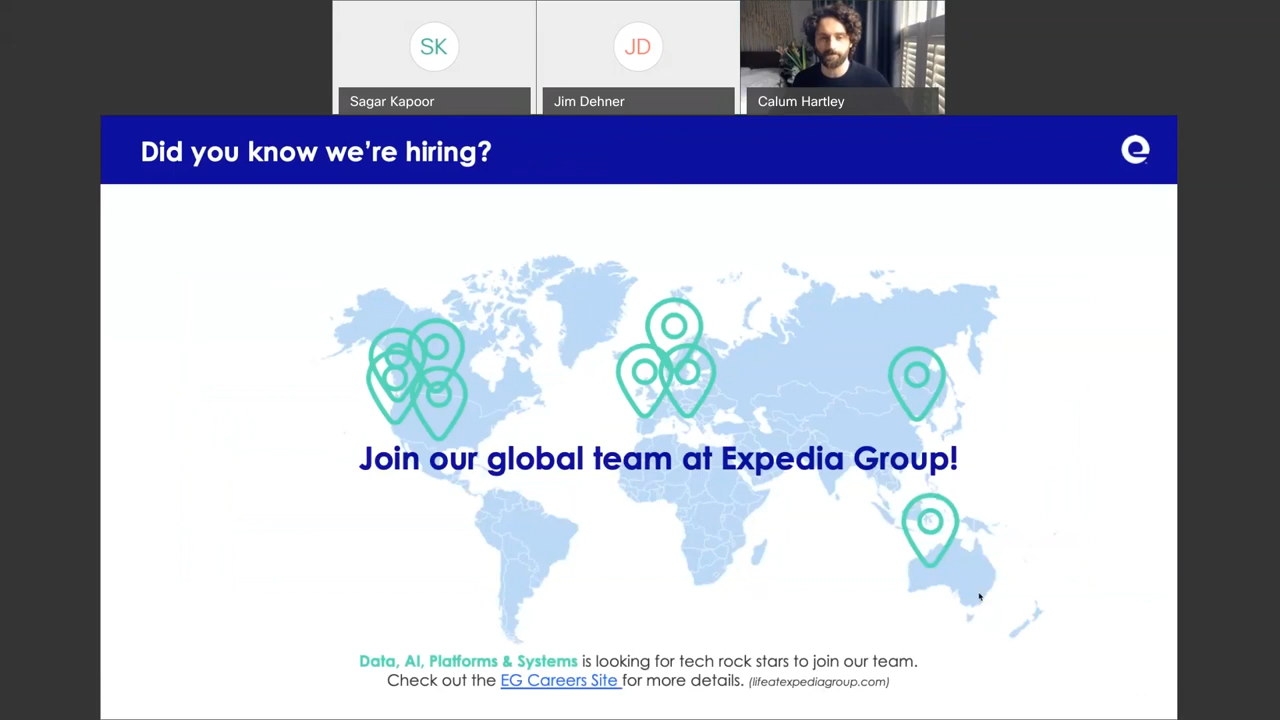 SK
JD
Sagar Kapoor
Jim Dehner
Calum Hartley
Did you know we’re hiring?
Join our global team at Expedia Group!
Data, AI, Platforms & Systems is looking for tech rock stars to join our team.
Check out the EG Careers Site for more details. (lifeatexpediagroup.com)